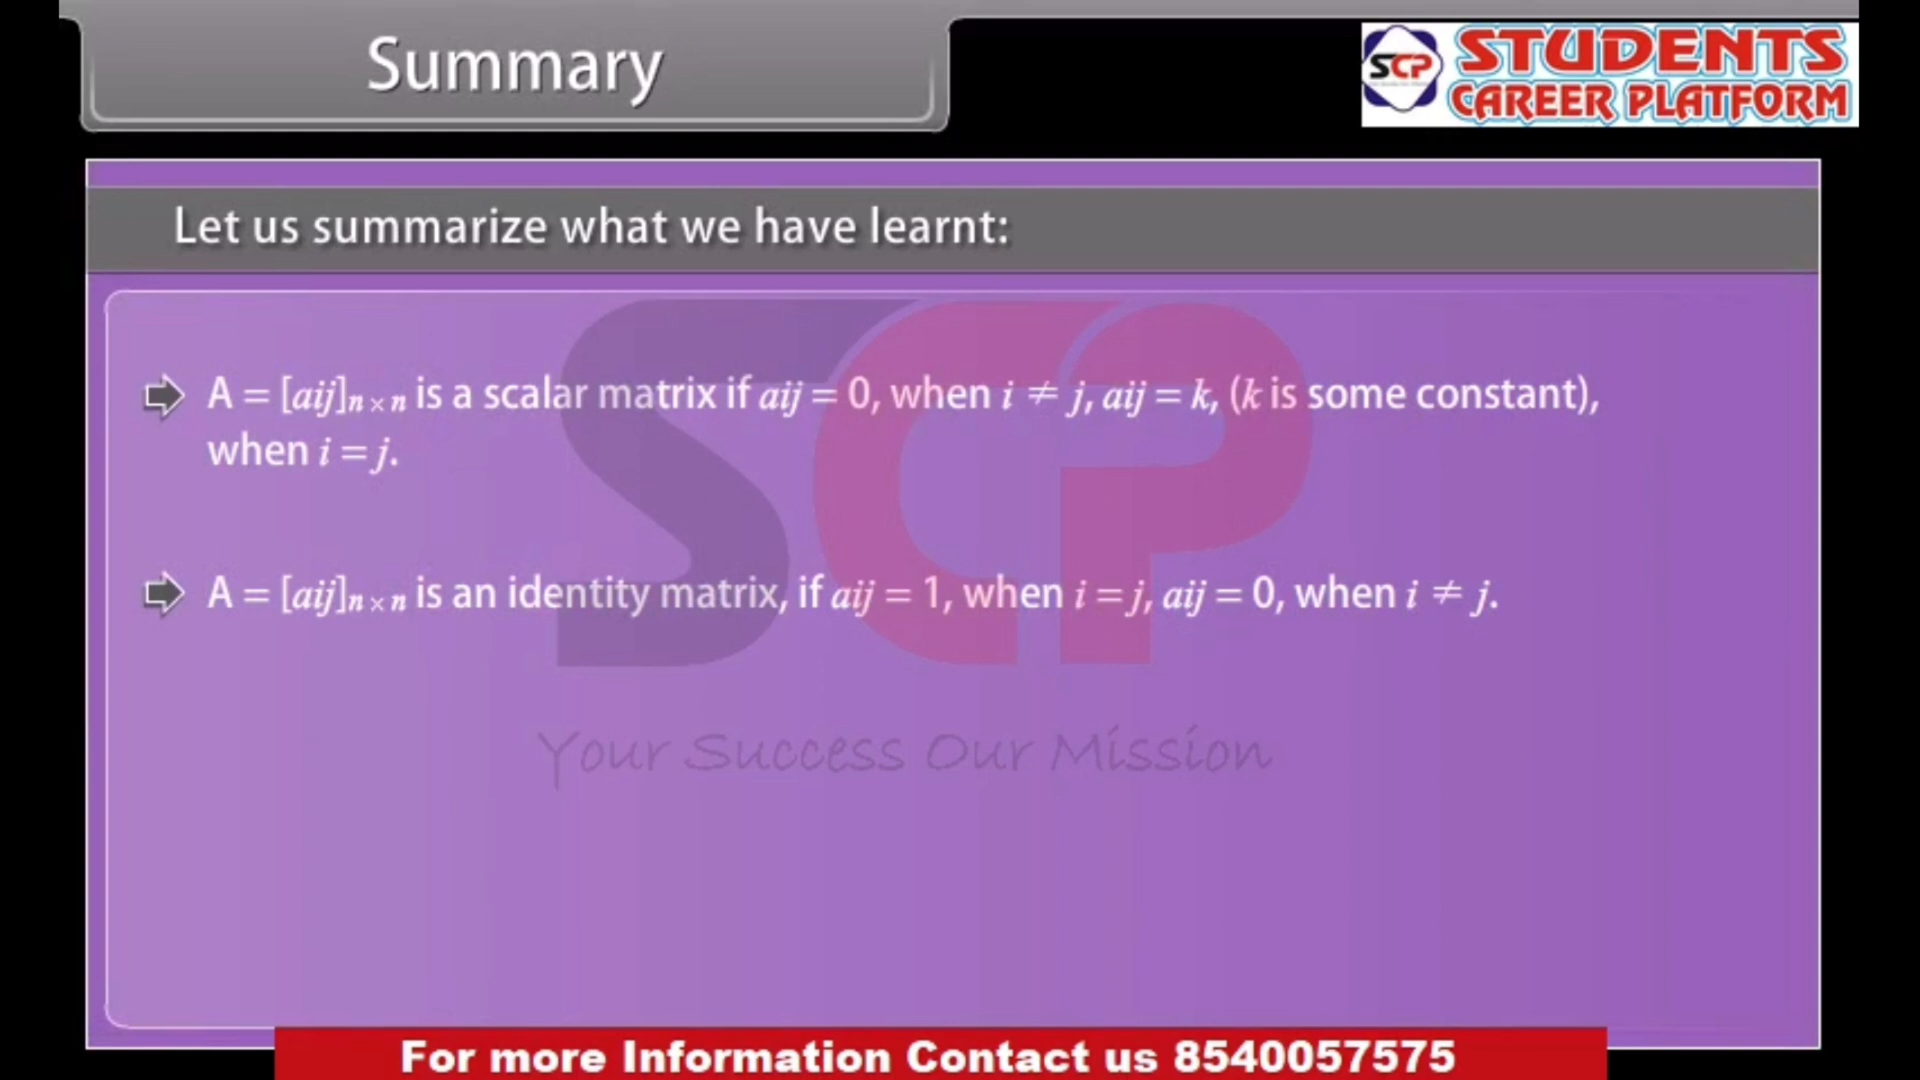 Summary
SCP STUDENTS
CAREER PLATFORM
Let us summarize what we have learnt:
A = [aij]n × n is a scalar matrix if aij = 0, when i ≠ j, aij = k, (k is some constant),
when i = j.
A = [aij]n × n is an identity matrix, if aij = 1, when i = j, aij = 0, when i ≠ j.
SCP
Your Success Our Mission
For more Information Contact us 8540057575